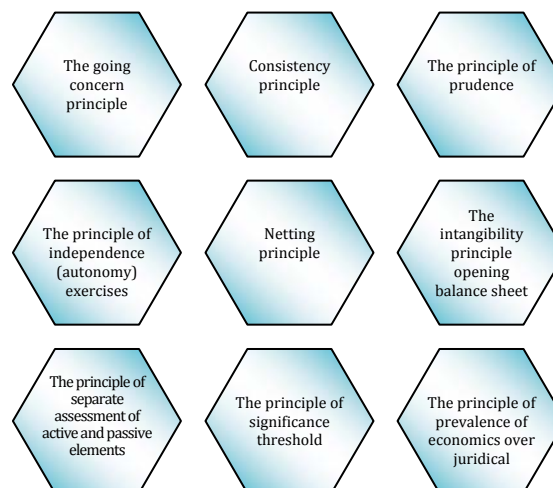 The going
concern
principle
Consistency
principle
The principle of
prudence
The principle of
independence
(autonomy)
exercises
Netting
principle
The
intangibility
principle
opening
balance sheet
The principle of
separate
assessment of
active and passive
elements
The principle of
significance
threshold
The principle of
prevalence of
economics over
juridical